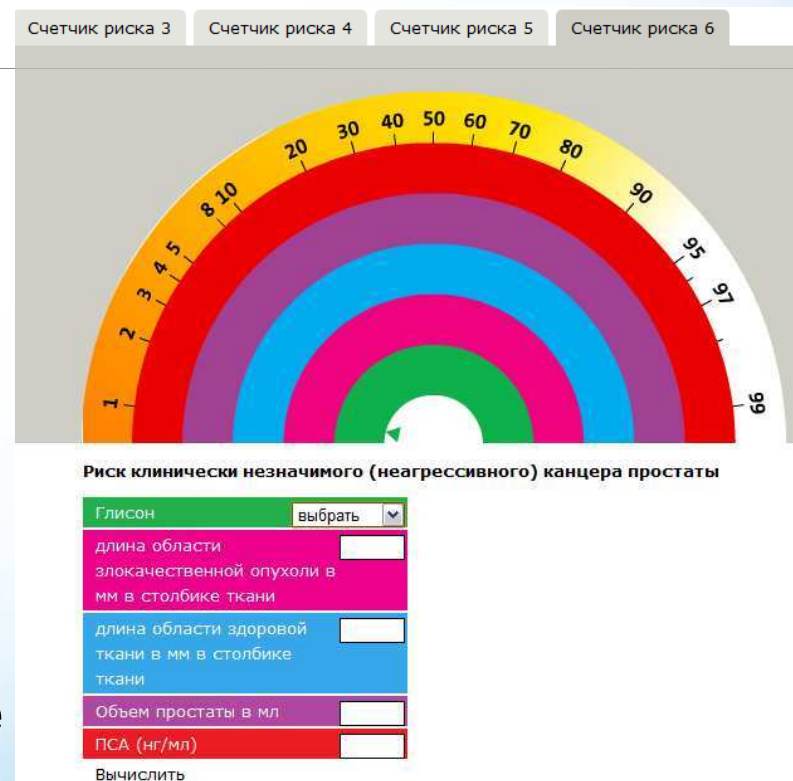 Счетчик риска 3 Счетчик риска 4 Счетчик риска 5 Счетчик риска 6
1 2 3 4 5 8 10 20 30 40 50 60 70 80 90 95 97 99
Риск клинически незначимого (неагрессивного) канцера простаты
Глисон выбрать
длина области
злокачественной опухоли в
мм в столбике ткани
длина области здоровой
ткани в мм в столбике
ткани
Объем простаты в мл
ПСА (нг/мл)
Вычислить